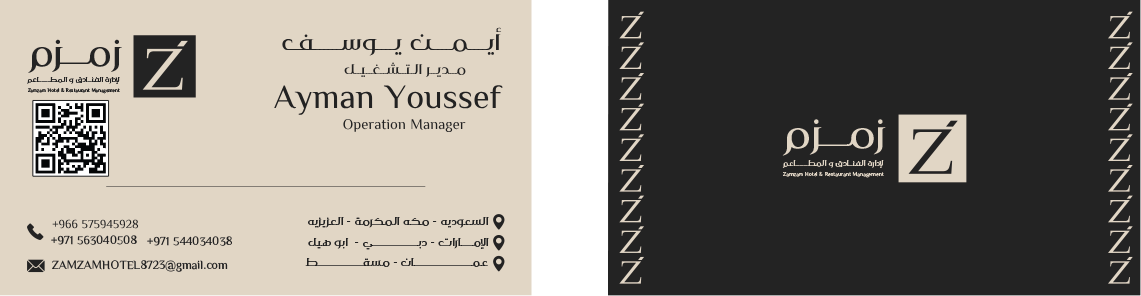 زمزم
لإدارة الفنادق و المطاعم
Zamzam Hotel & Restaurant Management
Z
أيمن يوسف
مدير التشغيل
Ayman Youssef
Operation Manager
+966 575945928
+971 563040508 +971 544034038
ZAMZAMHOTEL8723@gmail.com
السعوديه - مكه المكرمة - العزيزيه
الإمارات - دبي - ابو هيل
عمان - مسقط
Z
Z
Z
Z
Z
Z
Z
Z
Z
زمزم
لإدارة الفنادق و المطاعم
Zamzam Hotel & Restaurant Management
Z
Z
Z
Z
Z
Z
Z
Z
Z
Z